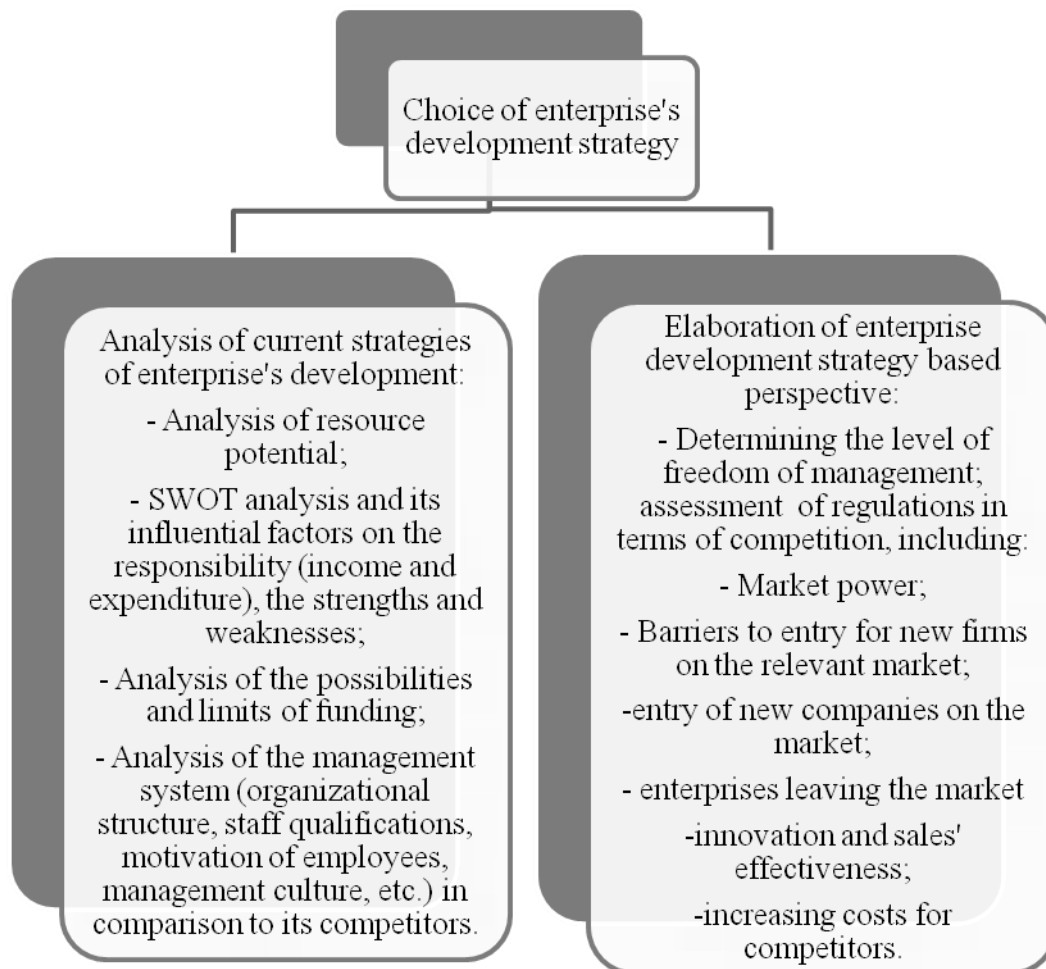 Choice of enterprise's
development strategy
Analysis of current strategies
of enterprise's development:
- Analysis of resource
potential;
- SWOT analysis and its
influential factors on the
responsibility (income and
expenditure), the strengths and
weaknesses;
- Analysis of the possibilities
and limits of funding;
- Analysis of the management
system (organizational
structure, staff qualifications,
motivation of employees,
management culture, etc.) in
comparison to its competitors.
Elaboration of enterprise
development strategy based
perspective:
- Determining the level of
freedom of management;
assessment of regulations in
terms of competition, including:
- Market power;
- Barriers to entry for new firms
on the relevant market;
-entry of new companies on the
market;
- enterprises leaving the market
-innovation and sales'
effectiveness;
-increasing costs for
competitors.